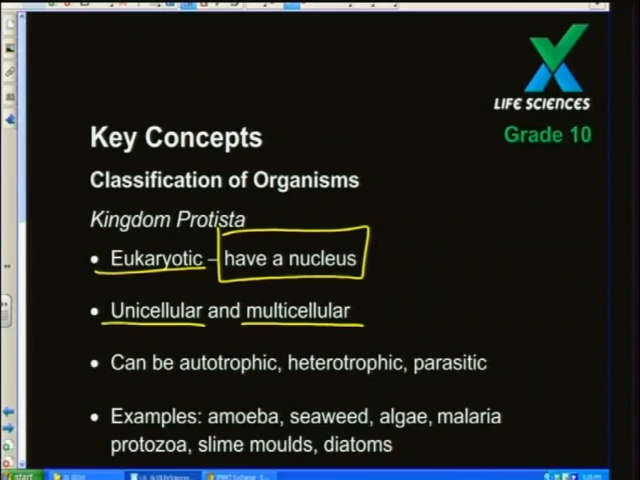 LIFE SCIENCES
Grade 10
Key Concepts
Classification of Organisms
Kingdom Protista
• Eukaryotic – have a nucleus
• Unicellular and multicellular
• Can be autotrophic, heterotrophic, parasitic
• Examples: amoeba, seaweed, algae, malaria
protozoa, slime moulds, diatoms
start